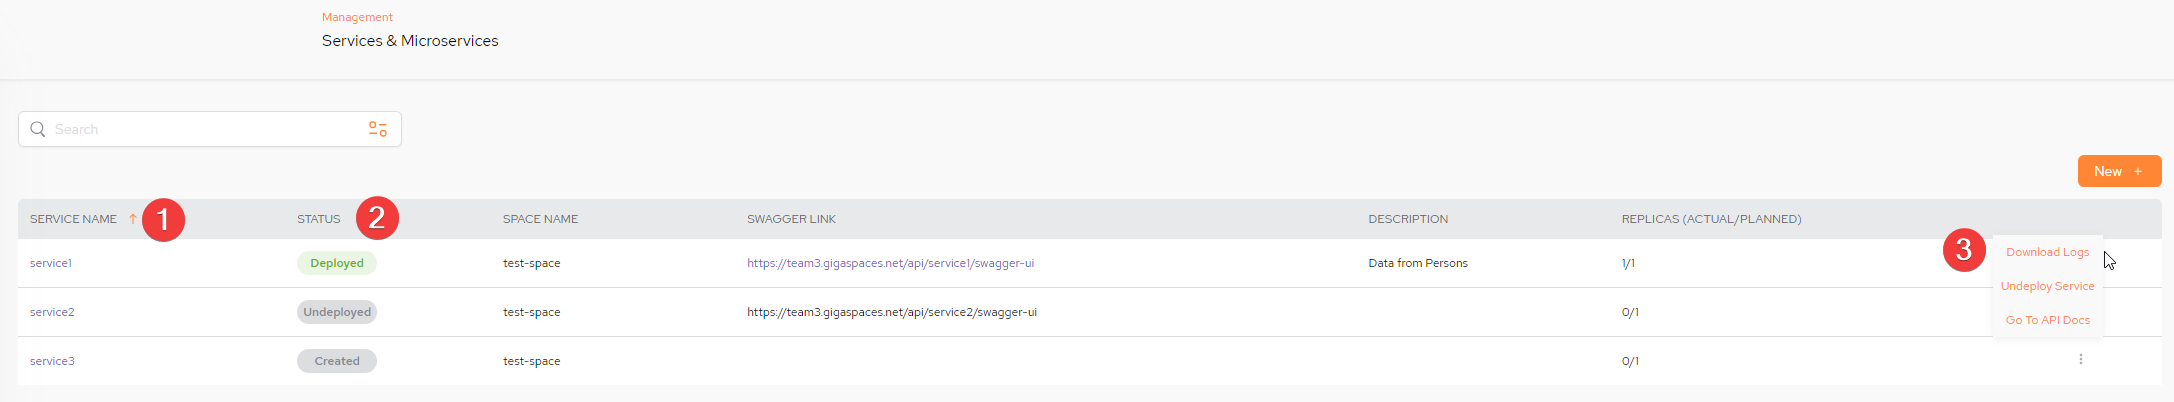 Management
Services & Microservices
Search
New +
SERVICE NAME ↑ 1 STATUS 2 SPACE NAME SWAGGER LINK DESCRIPTION REPLICAS (ACTUAL/PLANNED)
service1 Deployed test-space https://team3.gigaspaces.net/api/service1/swagger-ui Data from Persons 1/1
3 Download Logs
Undeploy Service
Go To API Docs
service2 Undeployed test-space https://team3.gigaspaces.net/api/service2/swagger-ui 0/1
service3 Created test-space 0/1